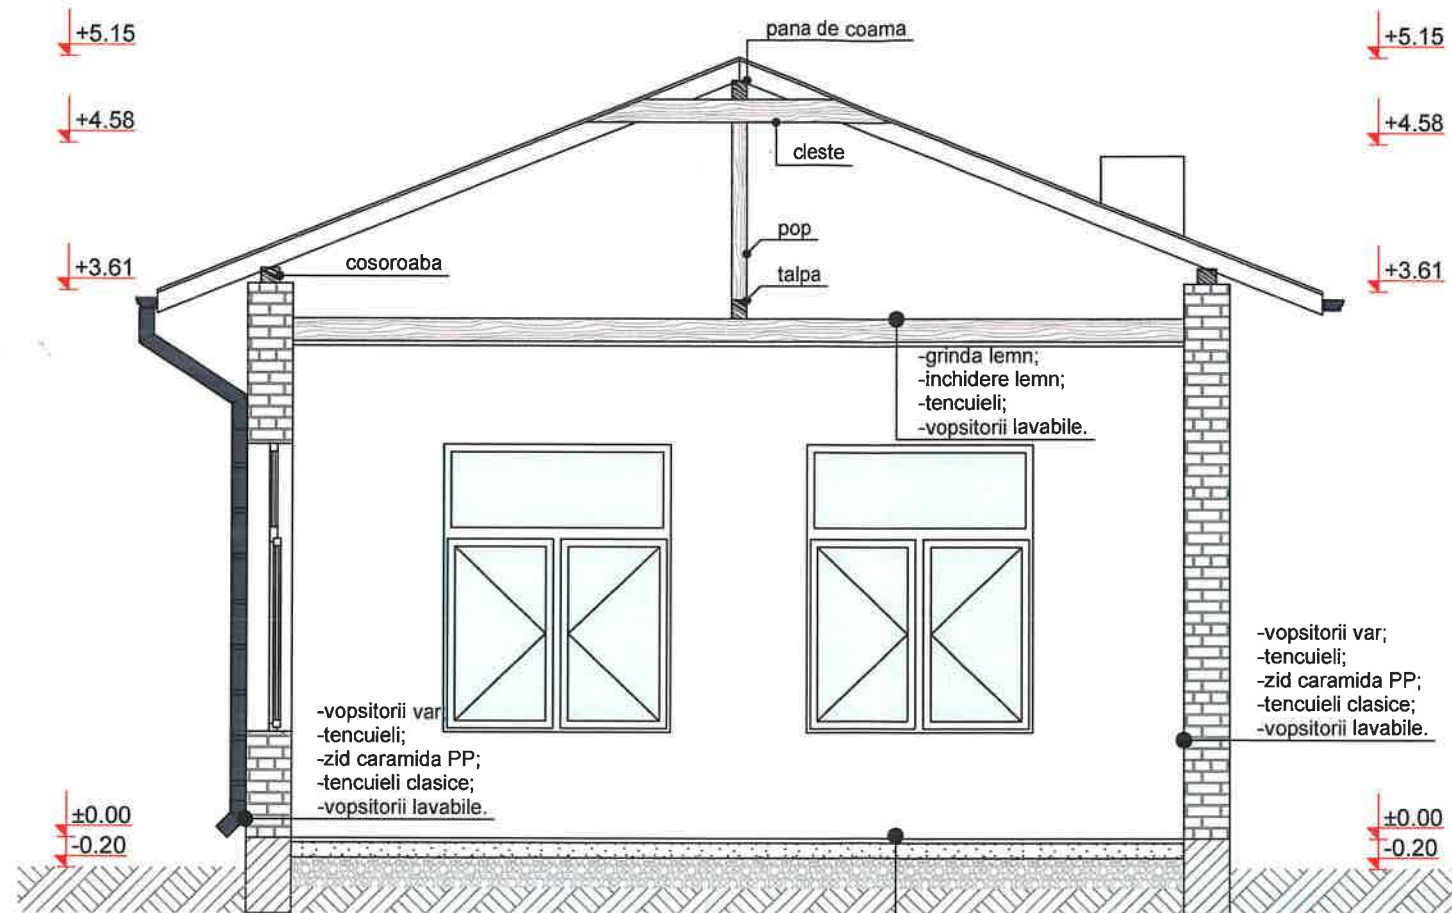 +5.15
pana de coama
+5.15
+4.58
+4.58
cleste
pop
+3.61
cosoroaba
talpa
+3.61
-grinda lemn;
-inchidere lemn;
-tencuieli;
-vopsitorii lavabile.
-vopsitorii var;
-tencuieli;
-zid caramida PP;
-tencuieli clasice;
-vopsitorii lavabile.
-vopsitorii var
-tencuieli;
-zid caramida PP;
-tencuieli clasice;
-vopsitorii lavabile.
±0.00
-0.20
±0.00
-0.20